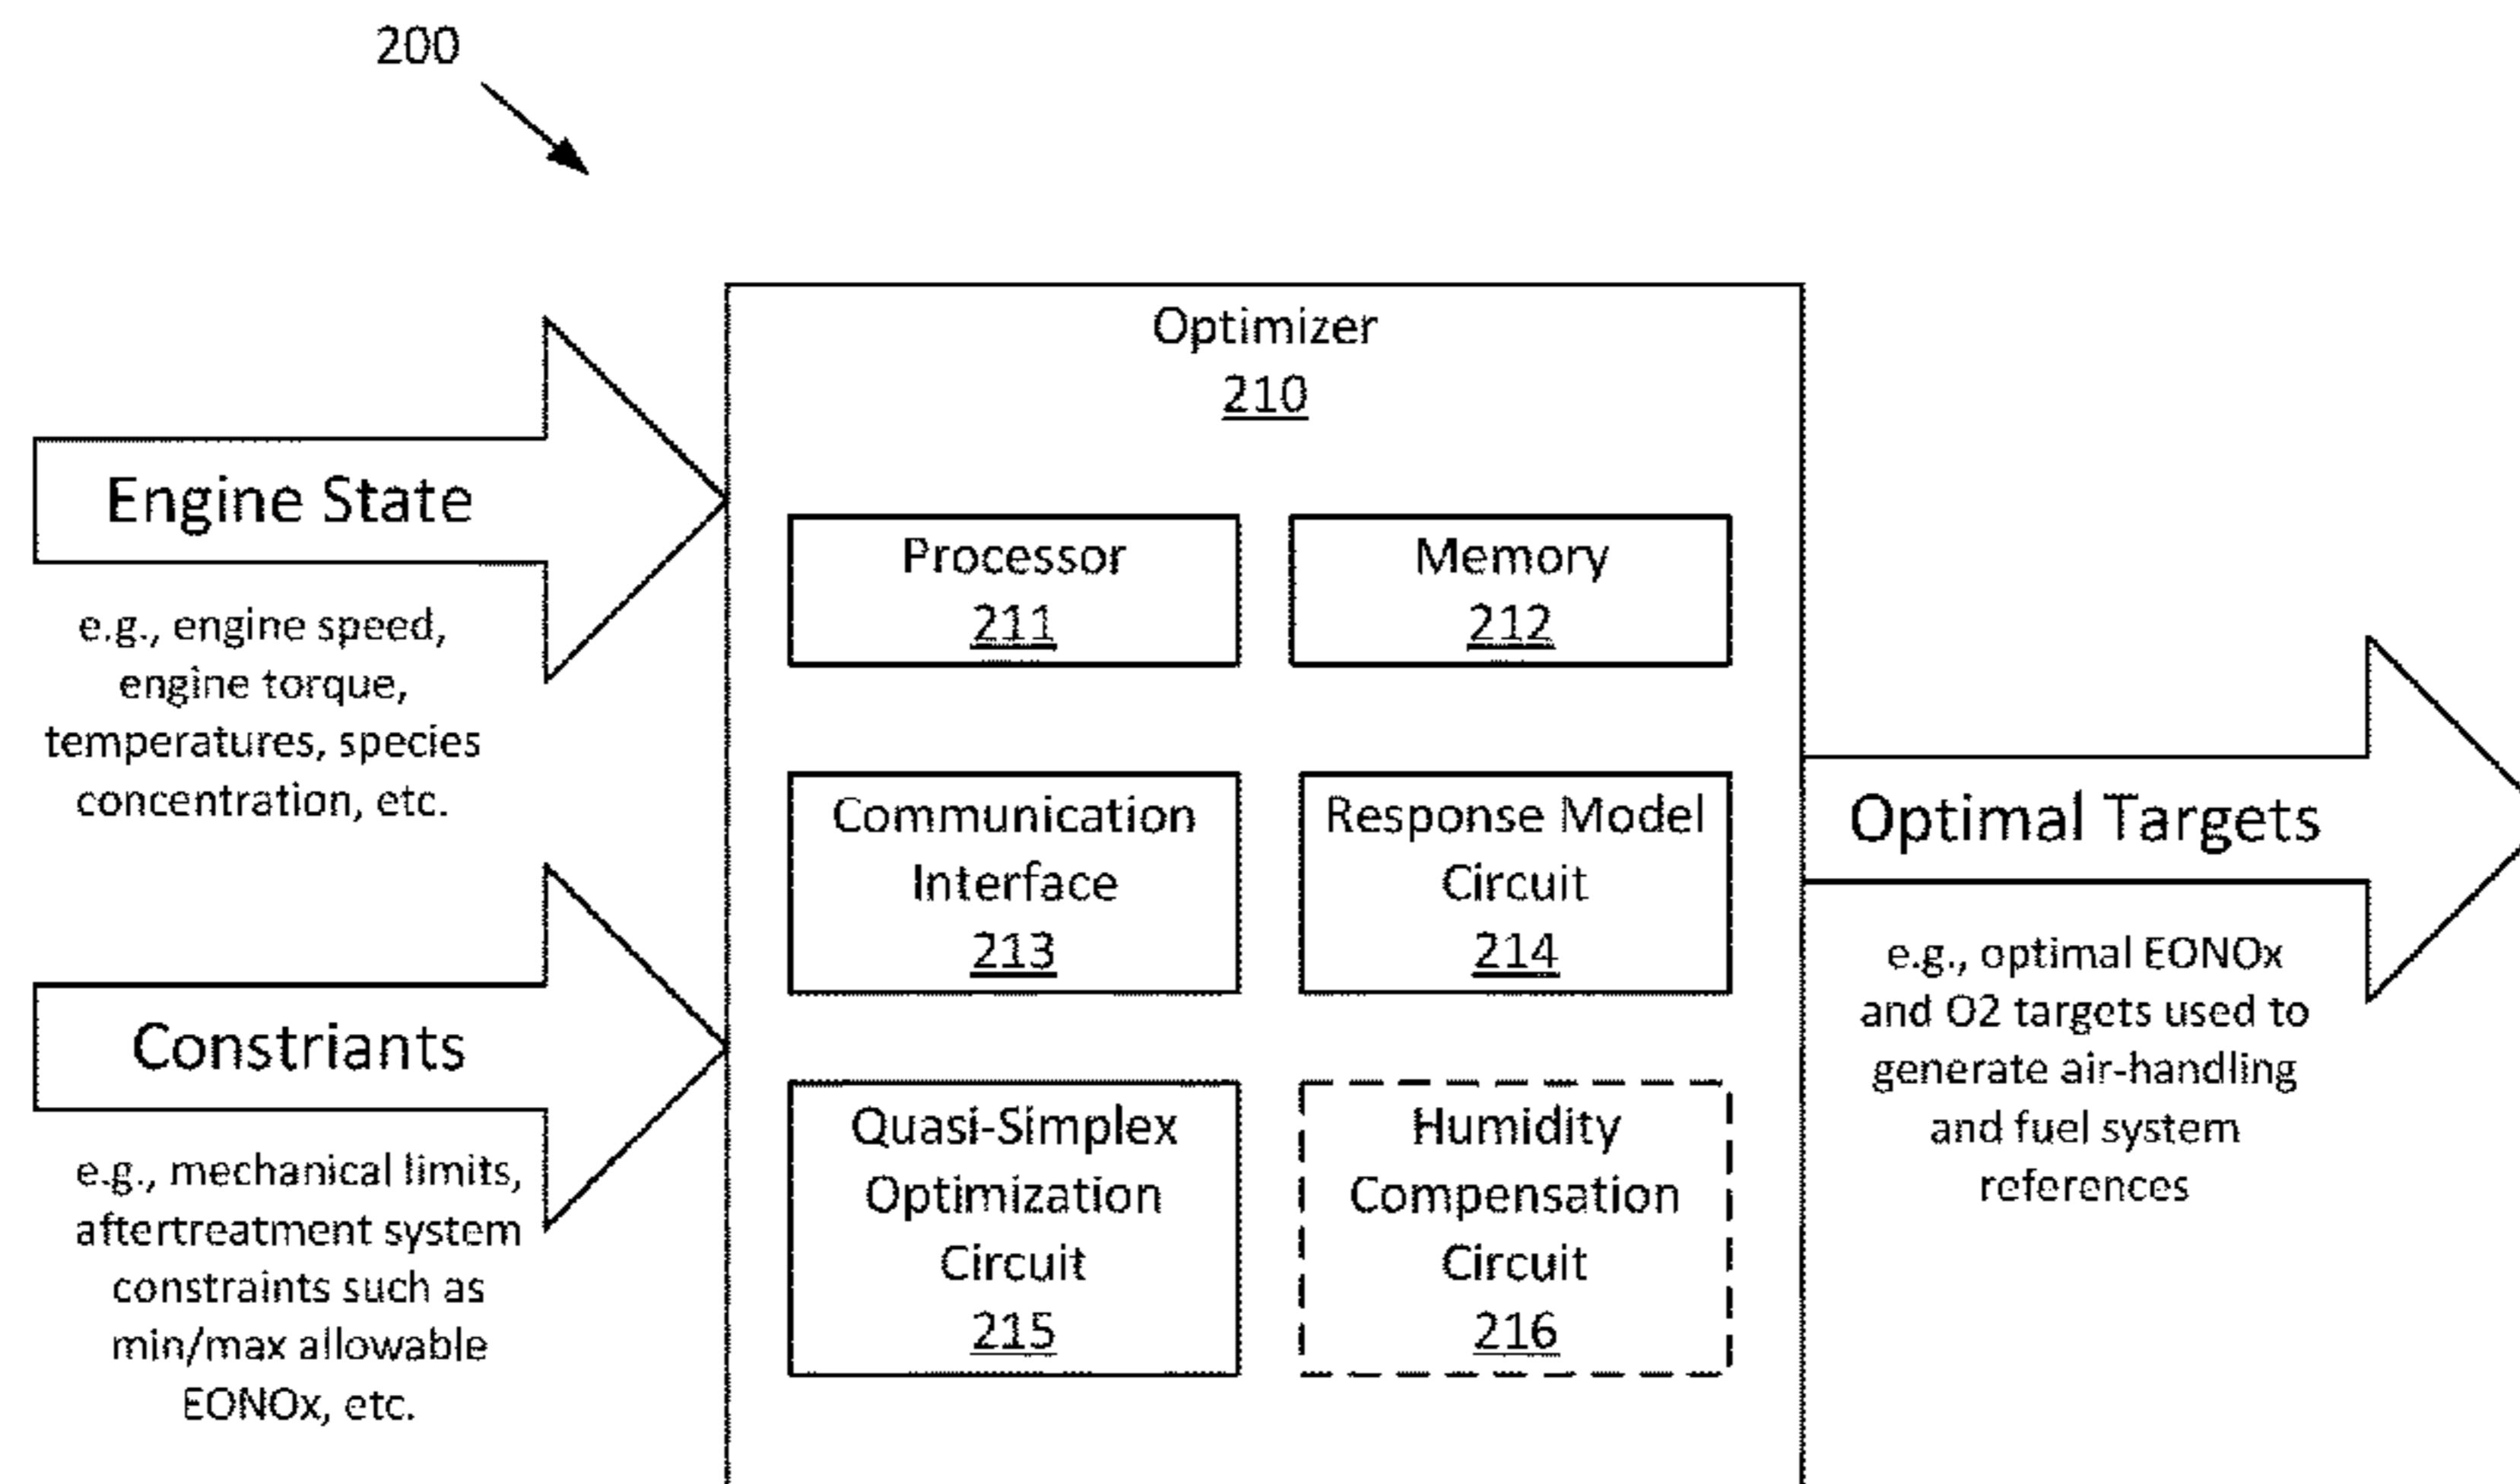 200
Optimizer
210
Engine State
e.g., engine speed,
engine torque,
temperatures, species
concentration, etc.
Constriants
e.g., mechanical limits,
aftertreatment system
constraints such as
min/max allowable
EONOx, etc.
Processor
211
Memory
212
Communication
Interface
213
Response Model
Circuit
214
Quasi-Simplex
Optimization
Circuit
215
Humidity
Compensation
Circuit
216
Optimal Targets
e.g., optimal EONOx
and O2 targets used to
generate air-handling
and fuel system
references